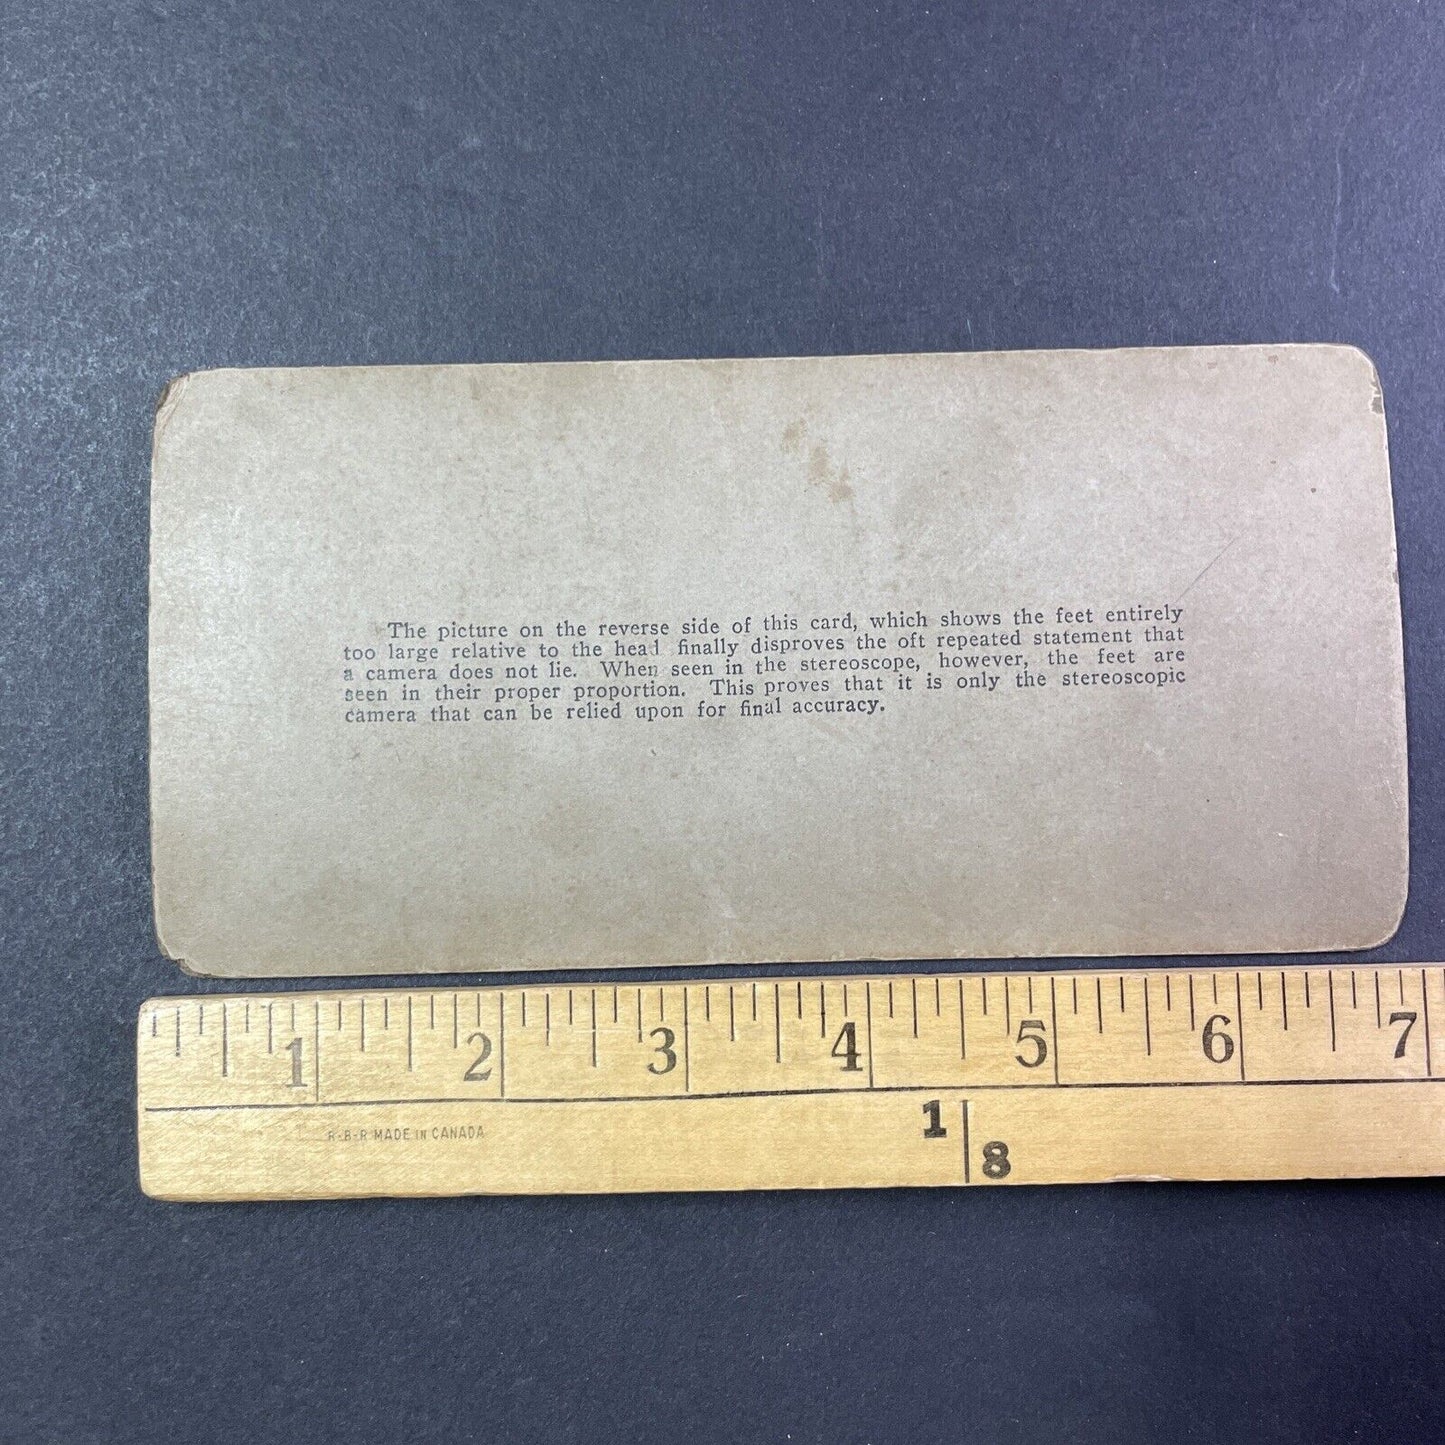 The picture on the reverse side of this card, which shows the feet entirely
too large relative to the head finally disproves the oft repeated statement that
a camera does not lie. When seen in the stereoscope, however, the feet are
seen in their proper proportion. This proves that it is only the stereoscopic
camera that can be relied upon for final accuracy.
1 2 3 4 5 6 7
R-B-R MADE IN CANADA
1 8